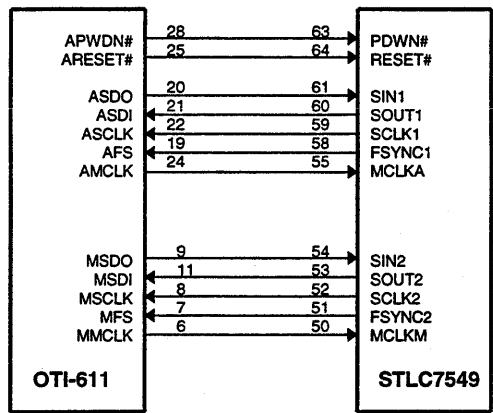 APWDN# 28 63 PDWN#
ARESET# 25 64 RESET#
ASDO 20 61 SIN1
ASDI 21 60 SOUT1
ASCLK 22 59 SCLK1
AFS 19 58 FSYNC1
AMCLK 24 55 MCLKA
MSDO 9 54 SIN2
MSDI 11 53 SOUT2
MSCLK 8 52 SCLK2
MFS 7 51 FSYNC2
MMCLK 6 50 MCLKM
OTI-611 STLC7549